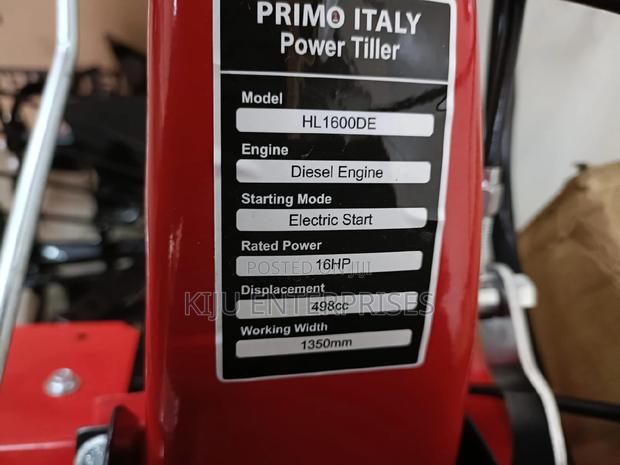 PRIMO ITALY
Power Tiller
Model
HL1600DE
Engine
Diesel Engine
Starting Mode
Electric Start
Rated Power
16HP
POSTED ON JIJI
Displacement
KIJU ENTERPRISES
498cc
Working Width
1350mm